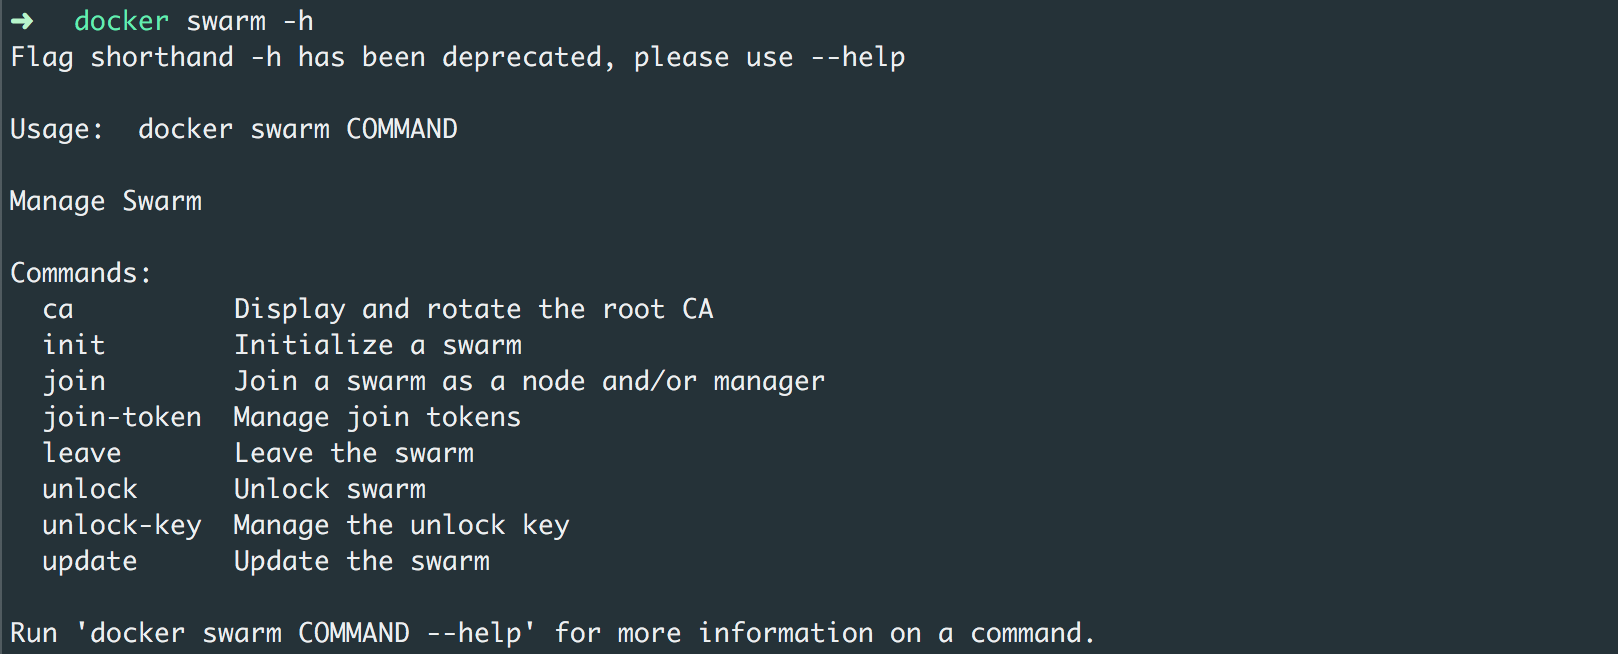 ➜  docker swarm -h
Flag shorthand -h has been deprecated, please use --help
Usage:  docker swarm COMMAND
Manage Swarm
Commands:
  ca          Display and rotate the root CA
  init        Initialize a swarm
  join        Join a swarm as a node and/or manager
  join-token  Manage join tokens
  leave       Leave the swarm
  unlock      Unlock swarm
  unlock-key  Manage the unlock key
  update      Update the swarm
Run 'docker swarm COMMAND --help' for more information on a command.